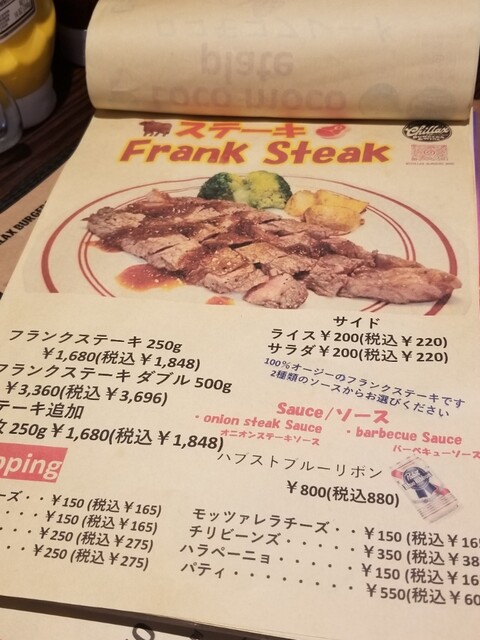 plate
oco moco
ステーキ
Frank Steak
Chillax
AX BURGER
フランクステーキ 250g
￥1,680(税込￥1,848)
フランクステーキ ダブル 500g
￥3,360(税込￥3,696)
テーキ追加
250g￥1,680(税込￥1,848)
サイド
ライス￥200(税込￥220)
サラダ￥200(税込￥220)
100%オージーのフランクステーキです
2種類のソースからお選びください
Sauce/ソース
・onion steak Sauce
オニオンステーキソース
・barbecue Sauce
バーベキューソース
パブストブルーリボン
￥800(税込880)
pping
ーズ・・￥150 (税込￥165)
・・・￥150 (税込￥165)
・・・￥250 (税込￥275)
・・・￥250 (税込￥275)
モッツァレラチーズ・・￥150 (税込￥165
チリビーンズ・・・・・・￥350 (税込￥38
ハラペーニョ・・・・・・￥150 (税込￥16
パティ・・・・・・・・￥550(税込￥60